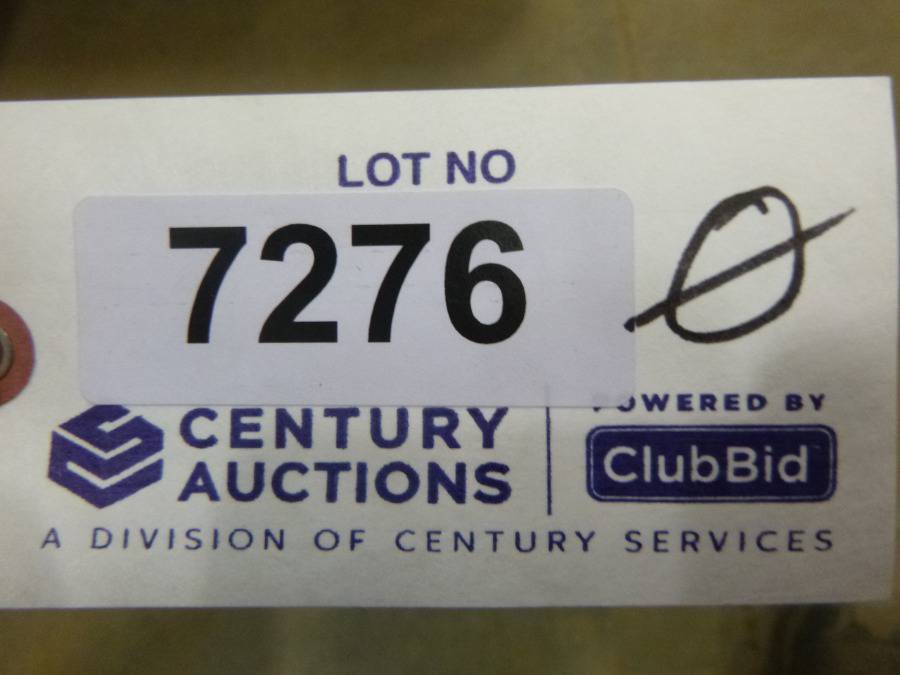 LOT NO
7276 Ø
CENTURY
AUCTIONS
POWERED BY
ClubBid
A DIVISION OF CENTURY SERVICES